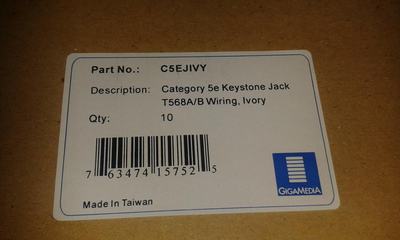 Part No.: C5EJIVY
Description: Category 5e Keystone Jack
T568A/B Wiring, Ivory
Qty: 10
7 63474 15752 5
GIGAMEDIA
Made In Taiwan